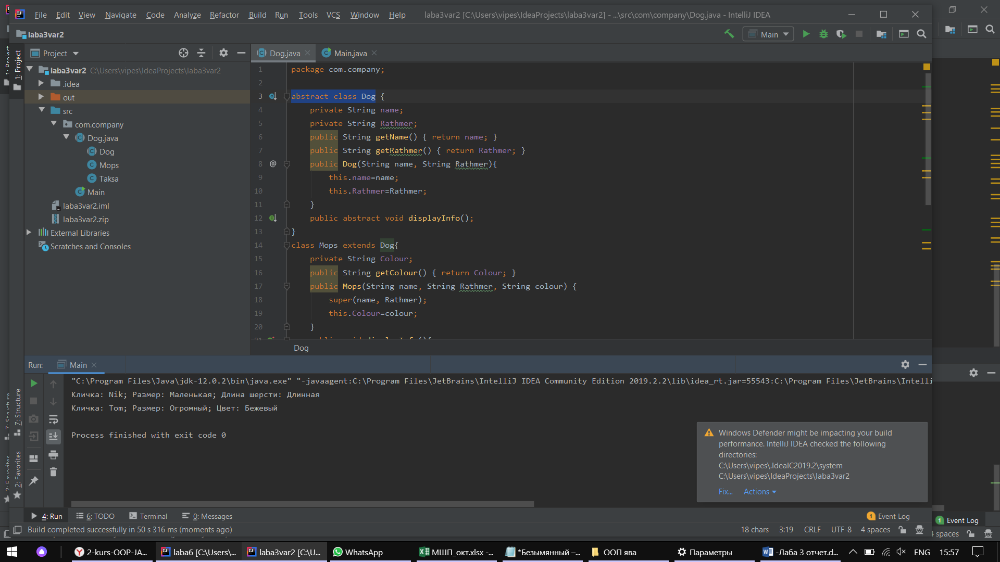 File Edit View Navigate Code Analyze Refactor Build Run Tools VCS Window Help laba3var2 [C:\Users\vipes\IdeaProjects\laba3var2] - ...\src\com\company\Dog.java - IntelliJ IDEA
laba3var2
Main
Project
Dog.java
Main.java
1: Project
1: Project
laba3var2 C:\Users\vipes\IdeaProjects\laba3var2
.idea
out
src
com.company
Dog.java
Dog
Mops
Taksa
Main
laba3var2.iml
laba3var2.zip
External Libraries
Scratches and Consoles
1 package com.company;
2
3 abstract class Dog {
4 private String name;
5 private String Rathmer;
6 public String getName() { return name; }
7 public String getRathmer() { return Rathmer; }
8 @ public Dog(String name, String Rathmer){
9 this.name=name;
10 this.Rathmer=Rathmer;
11 }
12 public abstract void displayInfo();
13 }
14 class Mops extends Dog{
15 private String Colour;
16 public String getColour() { return Colour; }
17 public Mops(String name, String Rathmer, String colour) {
18 super(name, Rathmer);
19 this.Colour=colour;
20 }
Dog
Run: Main
"C:\Program Files\Java\jdk-12.0.2\bin\java.exe" "-javaagent:C:\Program Files\JetBrains\IntelliJ IDEA Community Edition 2019.2.2\lib\idea_rt.jar=55543:C:\Program Files\JetBrains\Intelli
Кличка: Nik; Размер: Маленькая; Длина шерсти: Длинная
Кличка: Tom; Размер: Огромный; Цвет: Бежевый
Process finished with exit code 0
7: Structure
2: Favorites
7: Structure
2: Favorites
Windows Defender might be impacting your build
performance. IntelliJ IDEA checked the following
directories:
C:\Users\vipes\.IdeaIC2019.2\system
C:\Users\vipes\IdeaProjects\laba3var2
Fix... Actions
4: Run 6: TODO Terminal 0: Messages
1 Event Log
1 Event Log
Build completed successfully in 50 s 316 ms (moments ago)
18 chars 3:19 CRLF UTF-8 4 spaces
spaces
2-kurs-OOP-JA... laba6 [C:\Users\... laba3var2 [C:\U... WhatsApp МШП_окт.xlsx -... *Безымянный –... ООП ява Параметры -Лаба 3 отчет.d... ENG 15:57